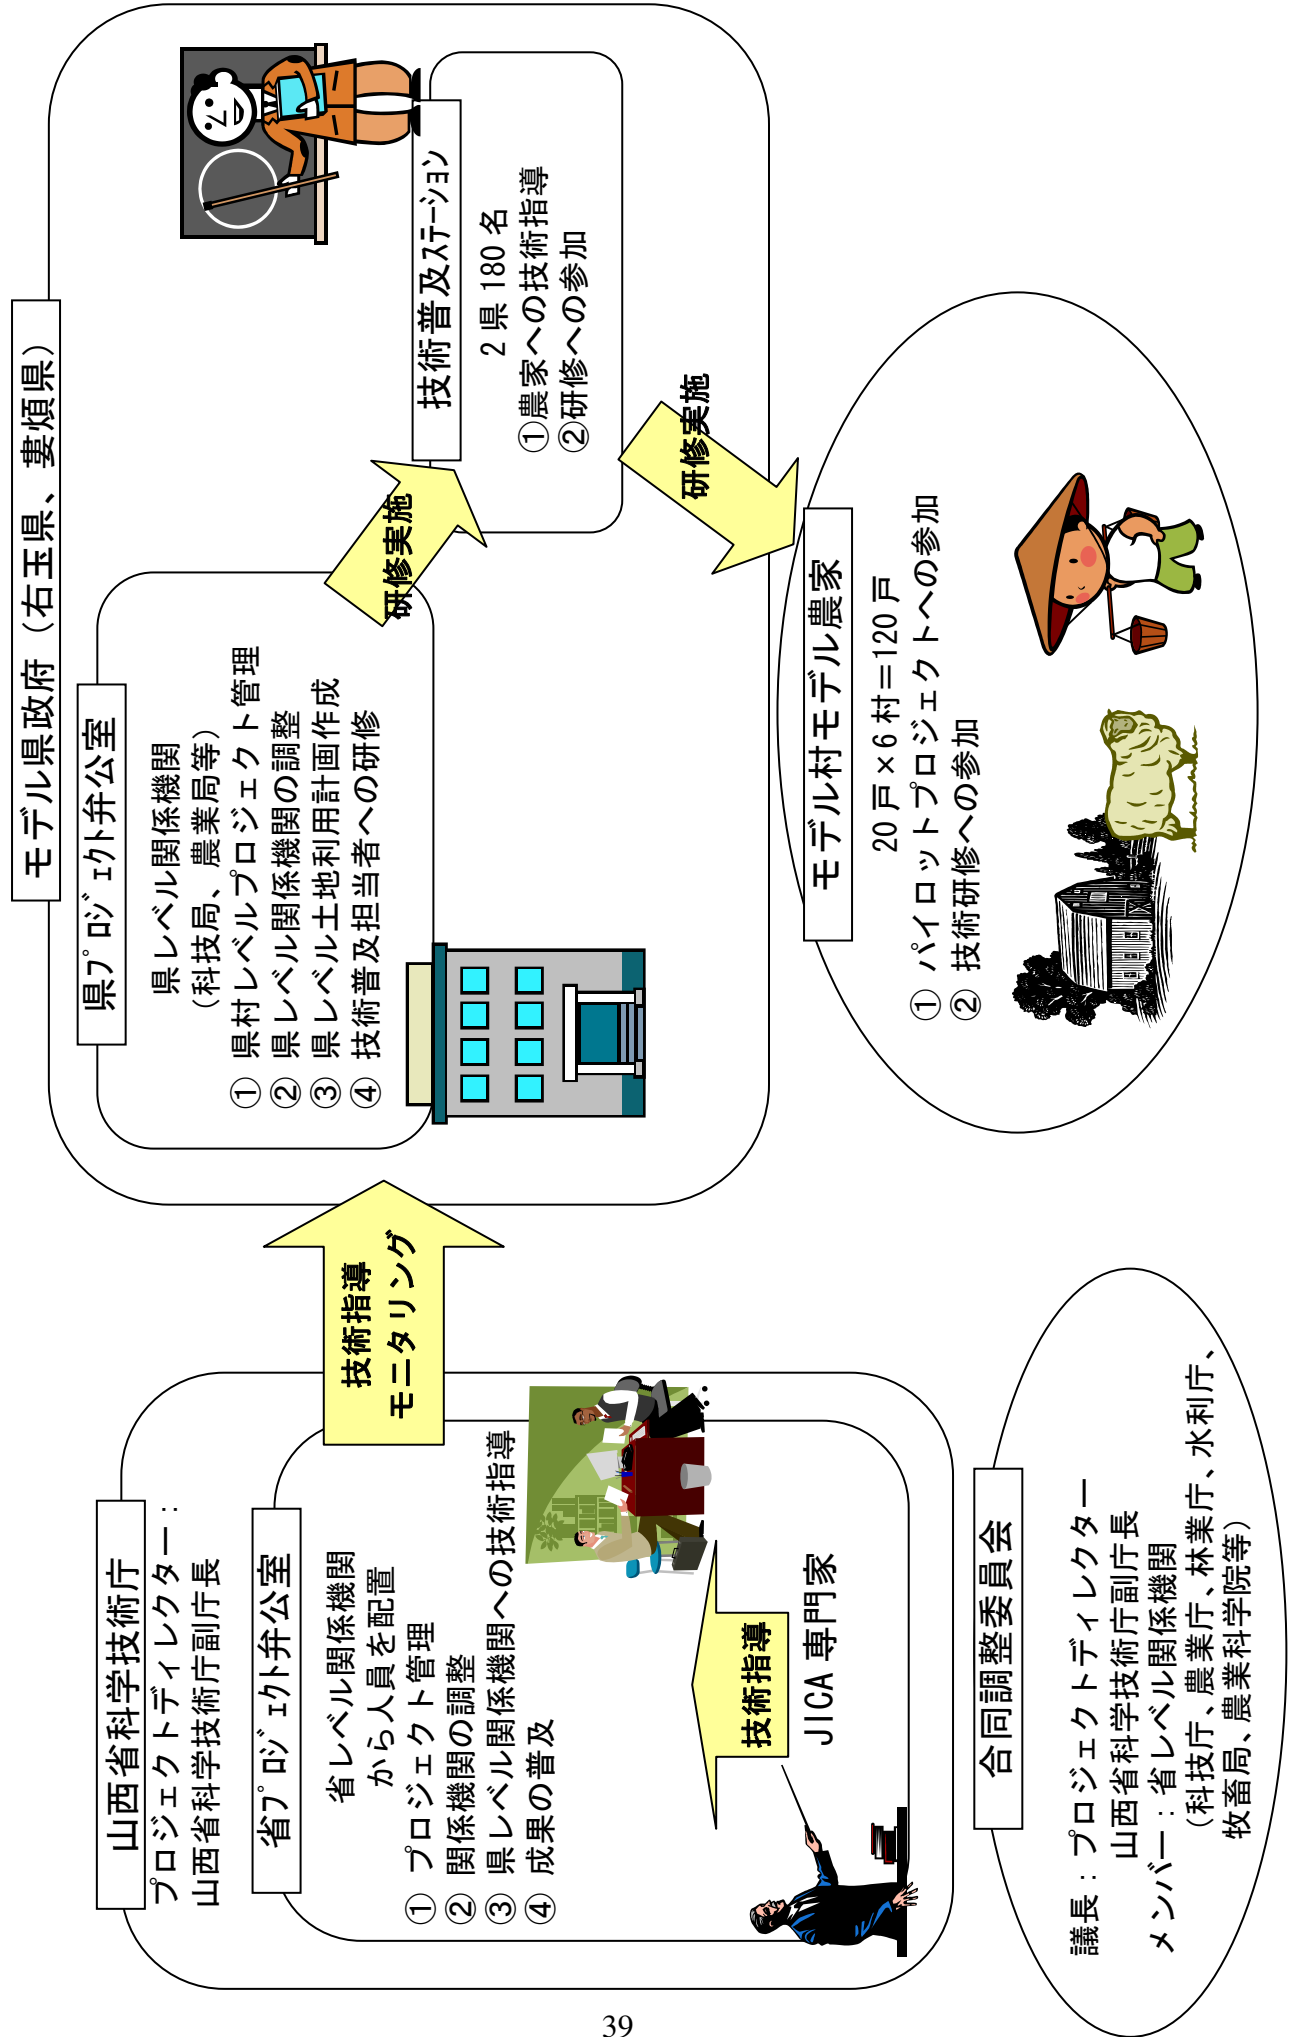 山西省科学技術庁
プロジェクトディレクター：
山西省科学技術庁副庁長
省ﾌﾟﾛｼﾞｪｸﾄ弁公室
省レベル関係機関
から人員を配置
① プロジェクト管理
② 関係機関の調整
③ 県レベル関係機関への技術指導
④ 成果の普及
技術指導
JICA 専門家
合同調整委員会
議長：プロジェクトディレクター
山西省科学技術庁副庁長
メンバー：省レベル関係機関
（科技庁、農業庁、林業庁、水利庁、
牧畜局、農業科学院等）
技術指導
モニタリング
モデル県政府（右玉県、婁煩県）
県ﾌﾟﾛｼﾞｪｸﾄ弁公室
県レベル関係機関
（科技局、農業局等）
① 県村レベルプロジェクト管理
② 県レベル関係機関の調整
③ 県レベル土地利用計画作成
④ 技術普及担当者への研修
研修実施
技術普及ｽﾃｰｼｮﾝ
2 県 180 名
①農家への技術指導
②研修への参加
研修実施
モデル村モデル農家
20 戸×6 村＝120 戸
① パイロットプロジェクトへの参加
② 技術研修への参加
39